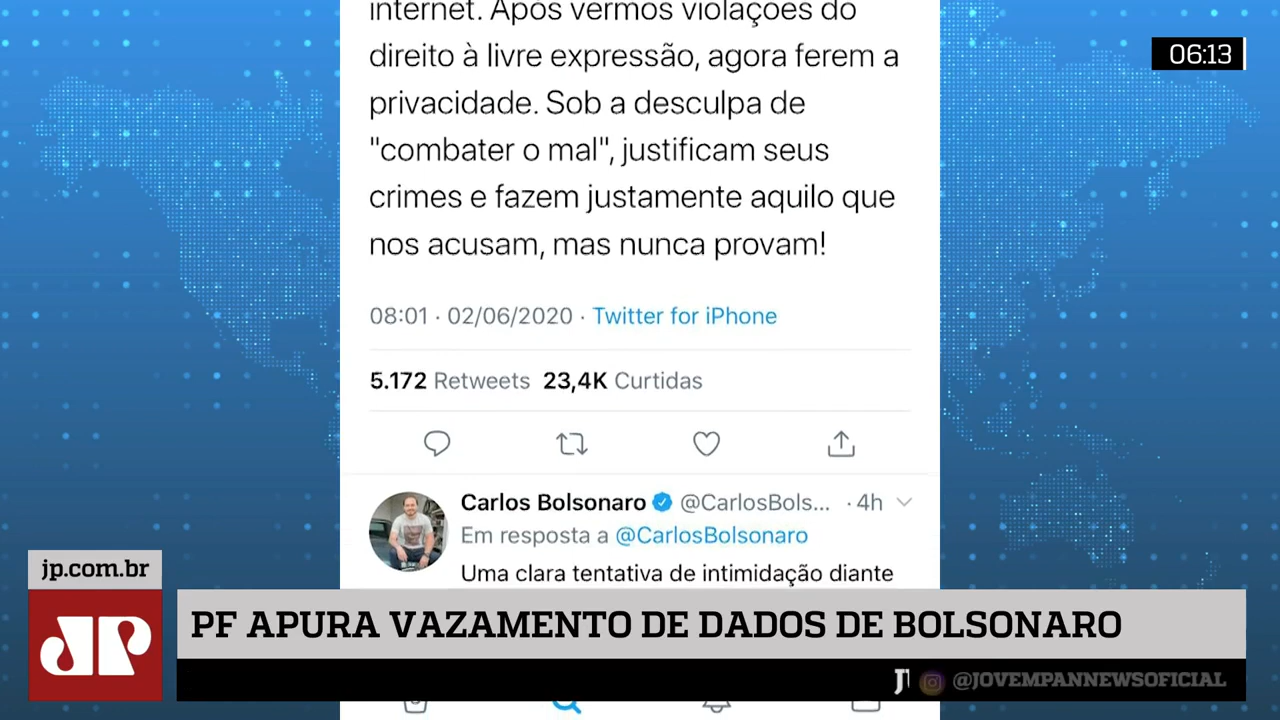 internet. Após vermos violações do
direito à livre expressão, agora ferem a
privacidade. Sob a desculpa de
"combater o mal", justificam seus
crimes e fazem justamente aquilo que
nos acusam, mas nunca provam!
06:13
08:01 · 02/06/2020 · Twitter for iPhone
5.172 Retweets 23,4K Curtidas
Carlos Bolsonaro @CarlosBols... · 4h
Em resposta a @CarlosBolsonaro
Uma clara tentativa de intimidação diante
jp.com.br
JP
PF APURA VAZAMENTO DE DADOS DE BOLSONARO
@JOVEMPANNEWSOFICIAL